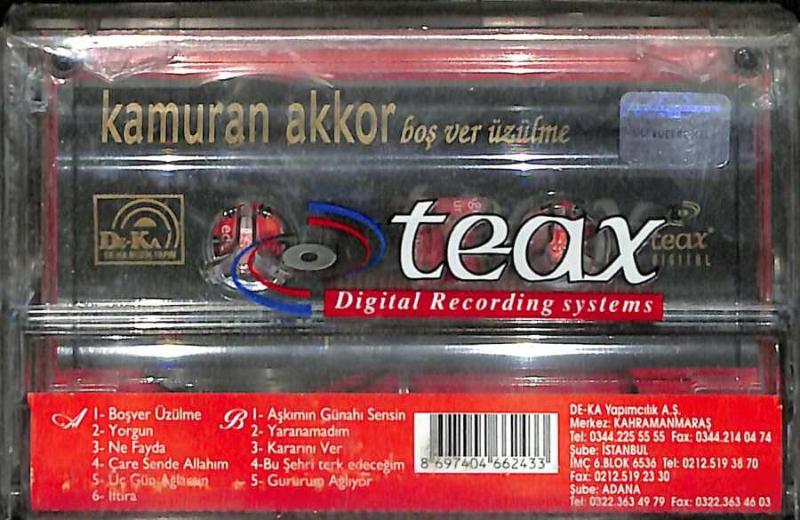 kamuran akkor boş ver üzülme
DE-KA
teax
Digital Recording systems
teax
DIGITAL
A
1- Boşver Üzülme
2- Yorgun
3- Ne Fayda
4- Çare Sende Allahım
5- Üç Gün Ağlarsın
6- İftira
B
1- Aşkımın Günahı Sensin
2- Yaranamadım
3- Kararını Ver
4-Bu Şehri terk edeceğim
5- Gururum Ağlıyor
8 697404 662433
DE-KA Yapımcılık A.Ş.
Merkez: KAHRAMANMARAŞ
Tel: 0344.225 55 55 Fax: 0344.214 04 74
Şube: İSTANBUL
İMÇ 6.BLOK 6536 Tel: 0212.519 38 70
Fax: 0212.519 23 30
Şube: ADANA
Tel: 0322.363 49 79 Fax: 0322.363 46 03